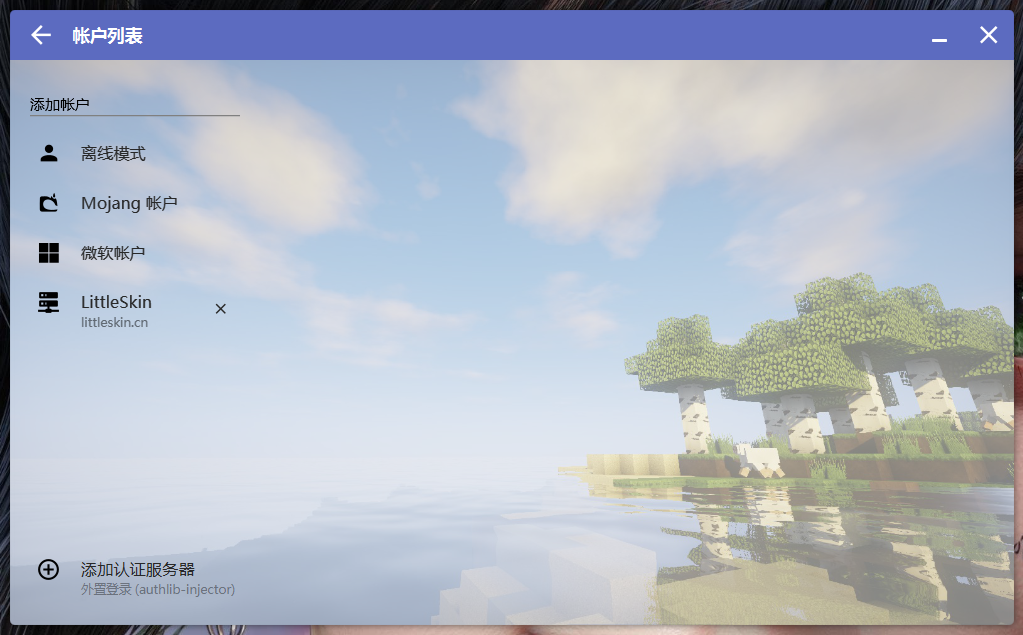 帐户列表
添加帐户
离线模式
Mojang 帐户
微软帐户
LittleSkin
littleskin.cn
添加认证服务器
外置登录 (authlib-injector)